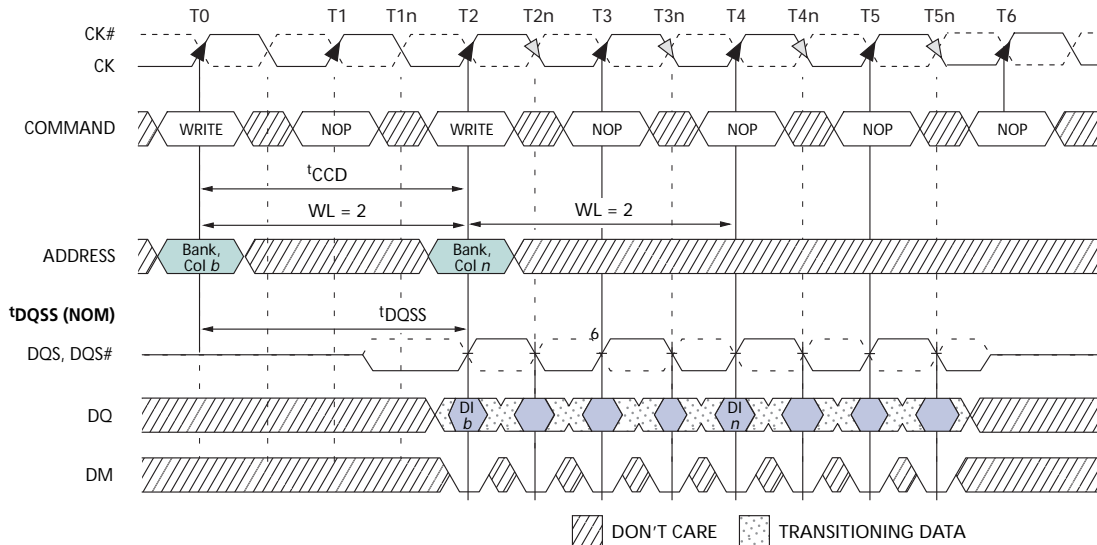 T0 T1 T1n T2 T2n T3 T3n T4 T4n T5 T5n T6
CK#
CK
COMMAND WRITE NOP WRITE NOP NOP NOP NOP
tCCD
WL = 2 WL = 2
ADDRESS Bank, Col b Bank, Col n
tDQSS (NOM)
tDQSS
6
DQS, DQS#
DQ DI b DI n
DM
DON'T CARE TRANSITIONING DATA